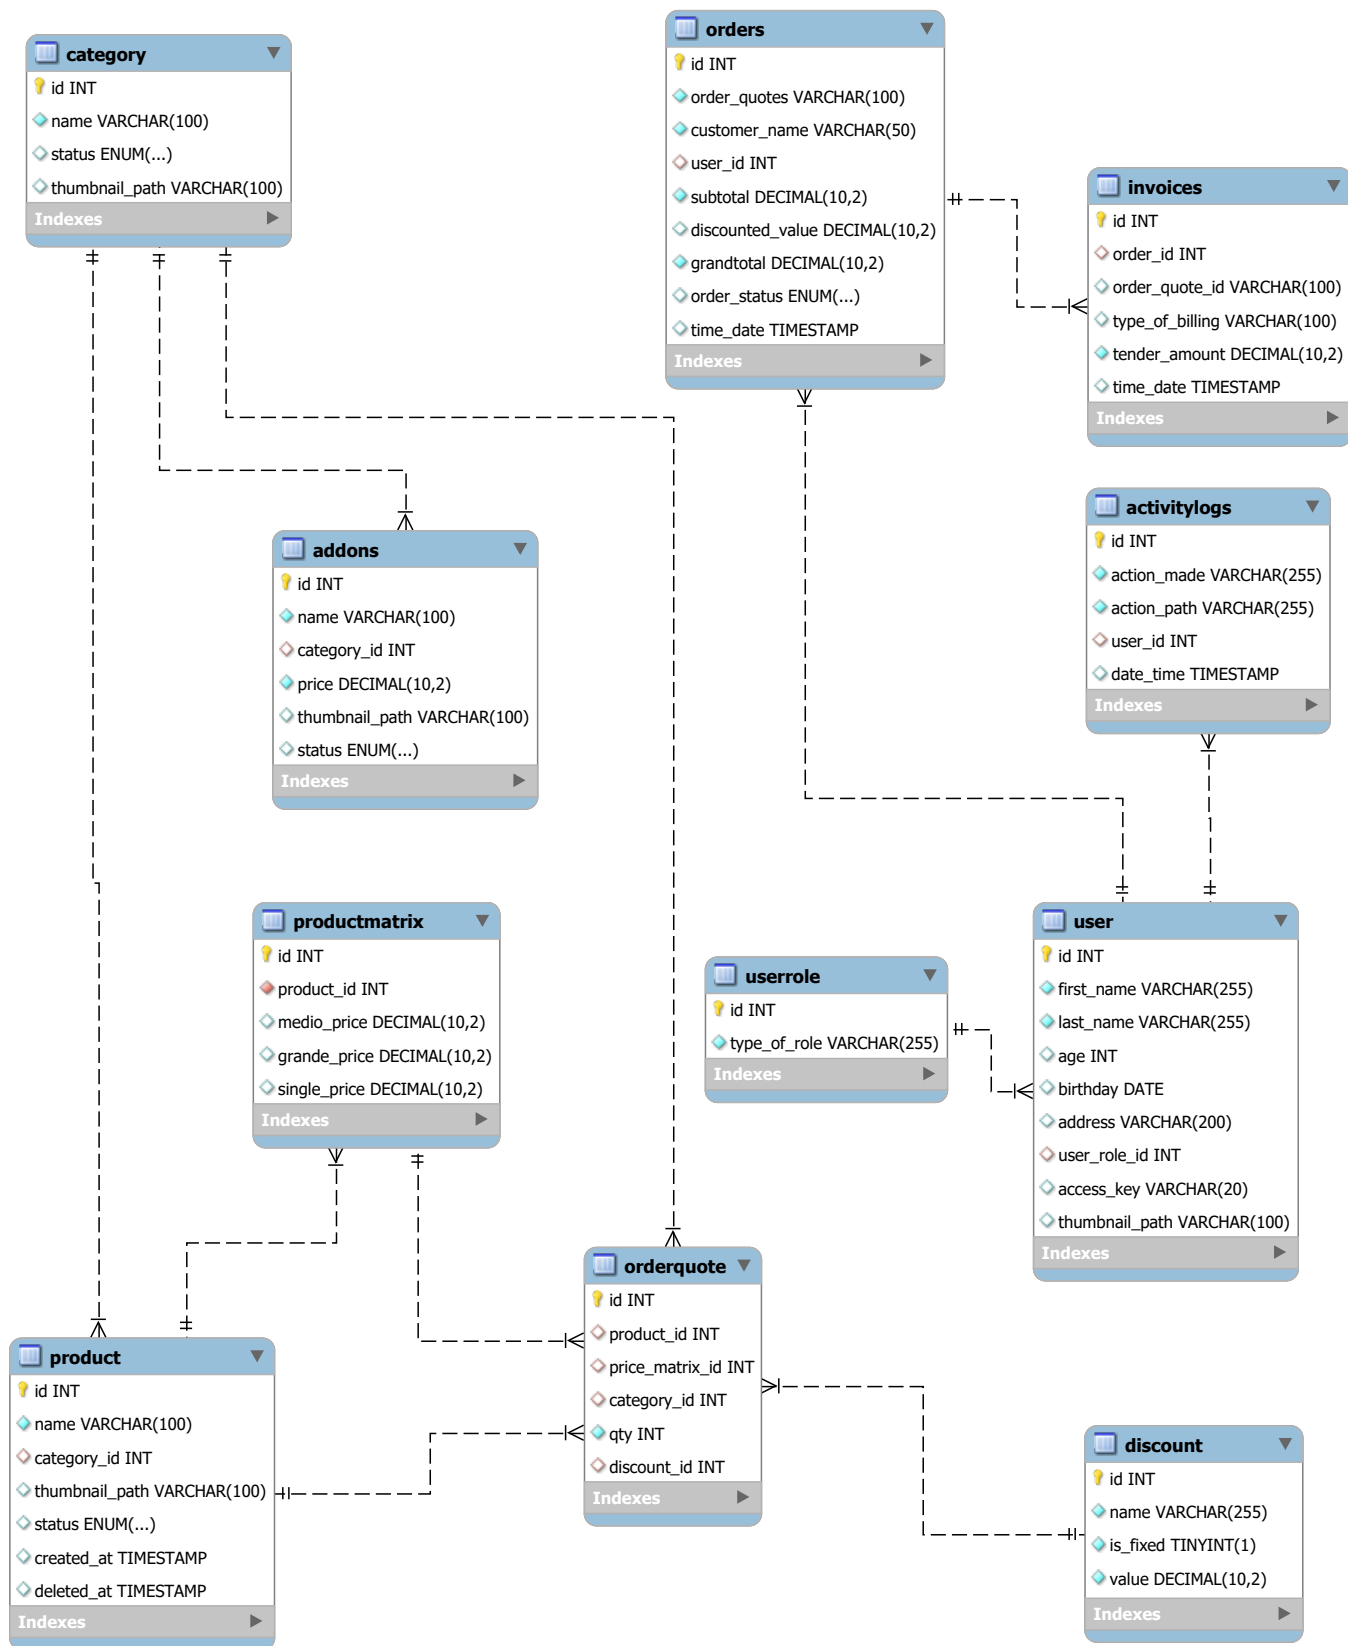 category
id INT
name VARCHAR(100)
status ENUM(...)
thumbnail_path VARCHAR(100)
Indexes
orders
id INT
order_quotes VARCHAR(100)
customer_name VARCHAR(50)
user_id INT
subtotal DECIMAL(10,2)
discounted_value DECIMAL(10,2)
grandtotal DECIMAL(10,2)
order_status ENUM(...)
time_date TIMESTAMP
Indexes
invoices
id INT
order_id INT
order_quote_id VARCHAR(100)
type_of_billing VARCHAR(100)
tender_amount DECIMAL(10,2)
time_date TIMESTAMP
Indexes
addons
id INT
name VARCHAR(100)
category_id INT
price DECIMAL(10,2)
thumbnail_path VARCHAR(100)
status ENUM(...)
Indexes
activitylogs
id INT
action_made VARCHAR(255)
action_path VARCHAR(255)
user_id INT
date_time TIMESTAMP
Indexes
productmatrix
id INT
product_id INT
medio_price DECIMAL(10,2)
grande_price DECIMAL(10,2)
single_price DECIMAL(10,2)
Indexes
userrole
id INT
type_of_role VARCHAR(255)
Indexes
user
id INT
first_name VARCHAR(255)
last_name VARCHAR(255)
age INT
birthday DATE
address VARCHAR(200)
user_role_id INT
access_key VARCHAR(20)
thumbnail_path VARCHAR(100)
Indexes
product
id INT
name VARCHAR(100)
category_id INT
thumbnail_path VARCHAR(100)
status ENUM(...)
created_at TIMESTAMP
deleted_at TIMESTAMP
Indexes
orderquote
id INT
product_id INT
price_matrix_id INT
category_id INT
qty INT
discount_id INT
Indexes
discount
id INT
name VARCHAR(255)
is_fixed TINYINT(1)
value DECIMAL(10,2)
Indexes